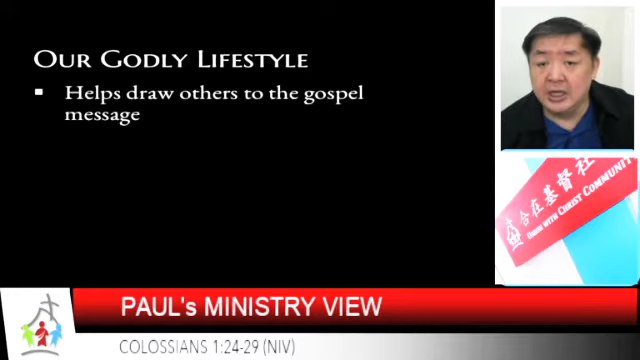 OUR GODLY LIFESTYLE
▪ Helps draw others to the gospel
message
合在基督社
UNION WITH CHRIST COMMUNITY
PAUL's MINISTRY VIEW
COLOSSIANS 1:24-29 (NIV)